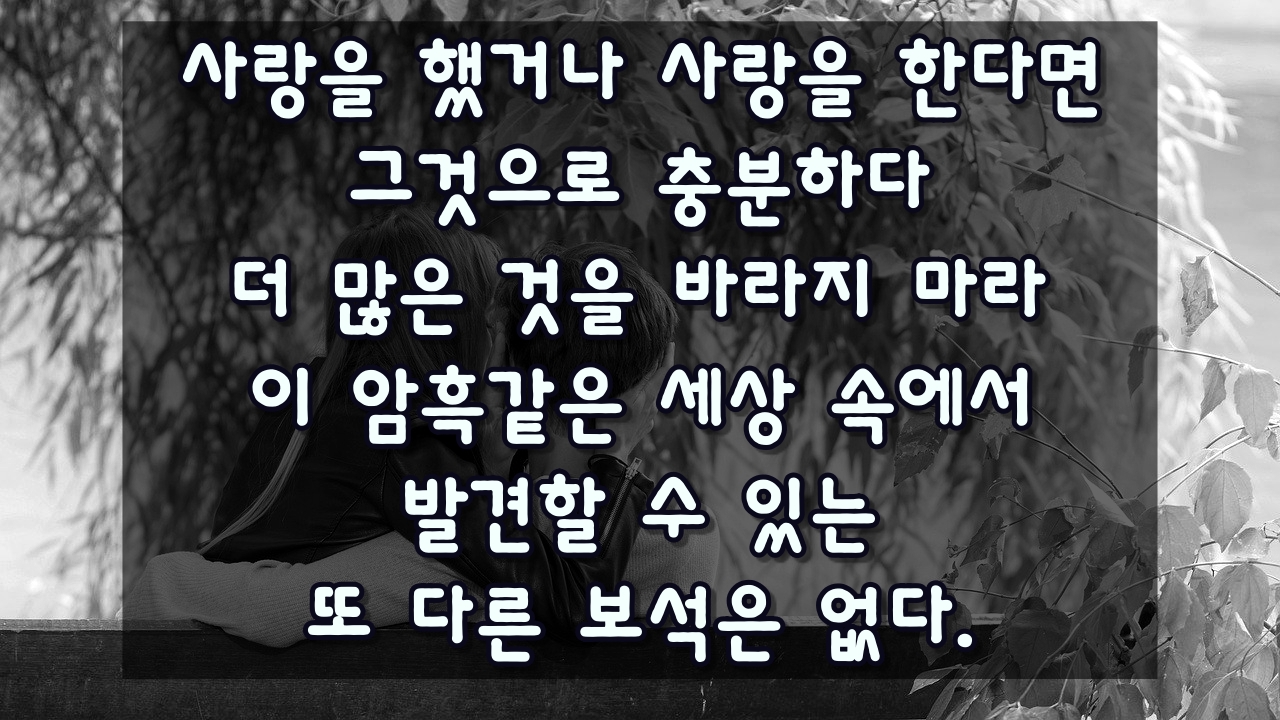 사랑을 했거나 사랑을 한다면
그것으로 충분하다
더 많은 것을 바라지 마라
이 암흑같은 세상 속에서
발견할 수 있는
또 다른 보석은 없다.